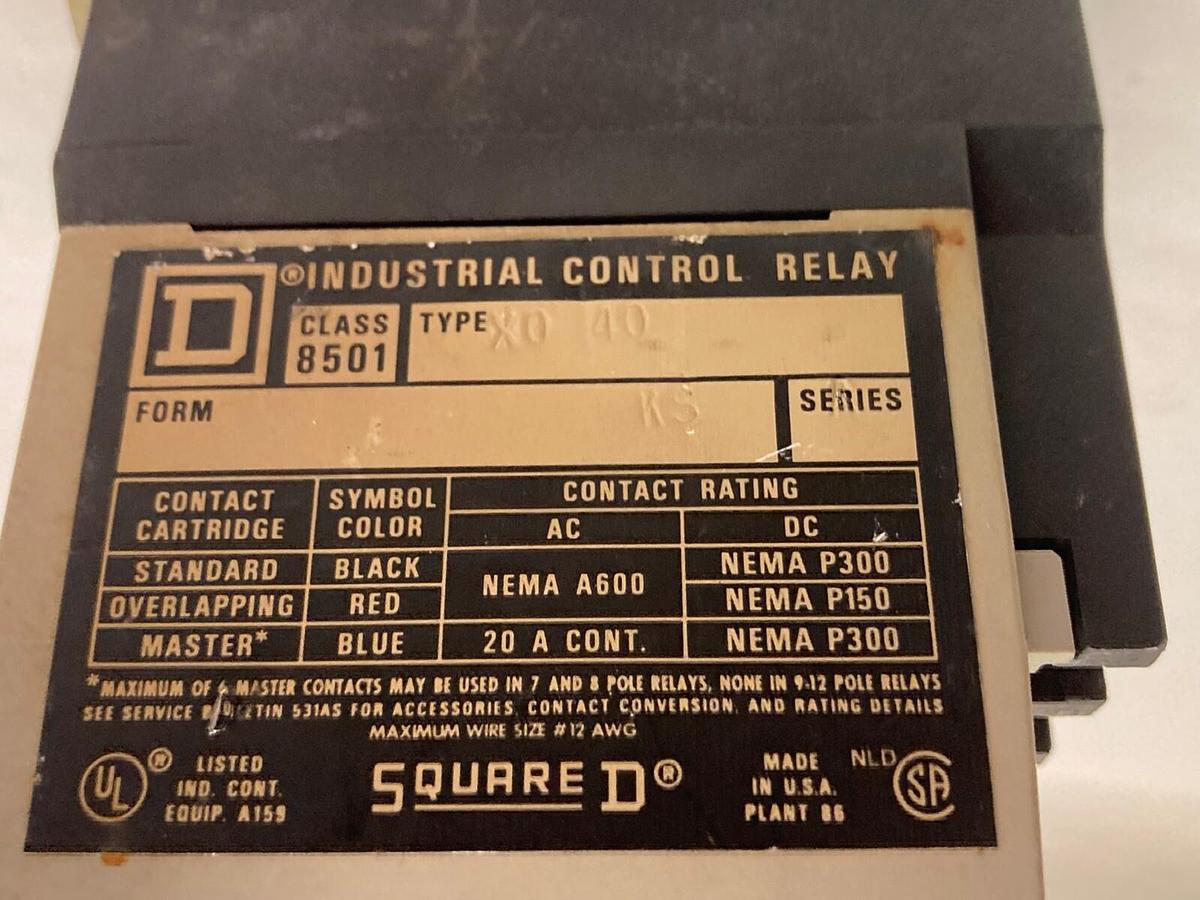 D ® INDUSTRIAL CONTROL RELAY
CLASS 8501
TYPE XO 40
FORM KS
SERIES A
CONTACT CARTRIDGE SYMBOL COLOR CONTACT RATING
AC DC
STANDARD BLACK NEMA A600 NEMA P300
OVERLAPPING RED NEMA P150
MASTER* BLUE 20 A CONT. NEMA P300
*MAXIMUM OF MASTER CONTACTS MAY BE USED IN 7 AND 8 POLE RELAYS, NONE IN 9-12 POLE RELAYS
SEE SERVICE BULLETIN 531AS FOR ACCESSORIES, CONTACT CONVERSION, AND RATING DETAILS
MAXIMUM WIRE SIZE #12 AWG
UL ® LISTED
IND. CONT.
EQUIP. A159
SQUARE D ®
MADE
IN U.S.A.
PLANT 86
NLD SA